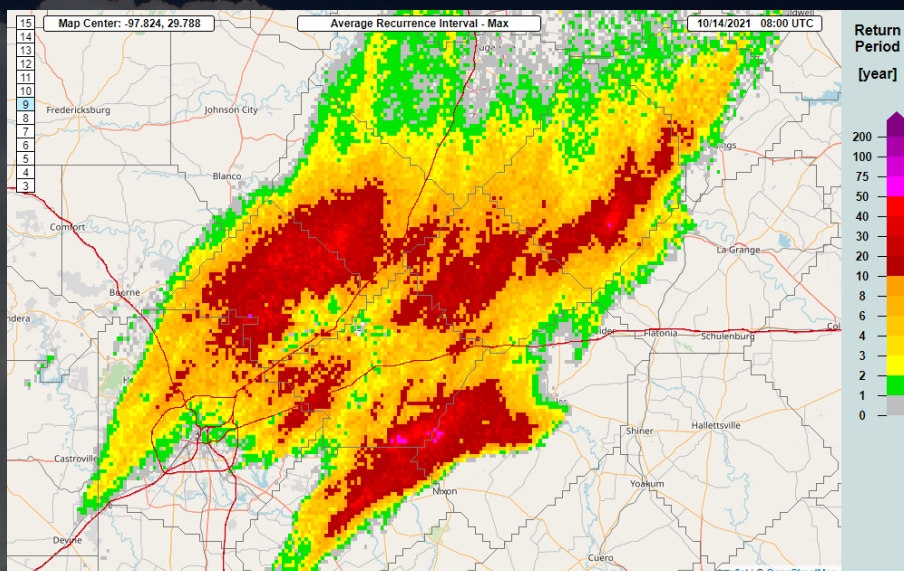 Map Center: -97.824, 29.788
Average Recurrence Interval - Max
10/14/2021 08:00 UTC
Return
Period
[year]
15
14
13
12
11
10
9
8
7
6
5
4
3
200
100
75
50
40
30
20
10
8
6
4
3
2
1
0
Fredericksburg
Johnson City
Blanco
Comfort
Boerne
La Grange
Flatonia
Schulenburg
Hallettsville
Shiner
Castroville
Nixon
Yoakum
Devine
Cuero